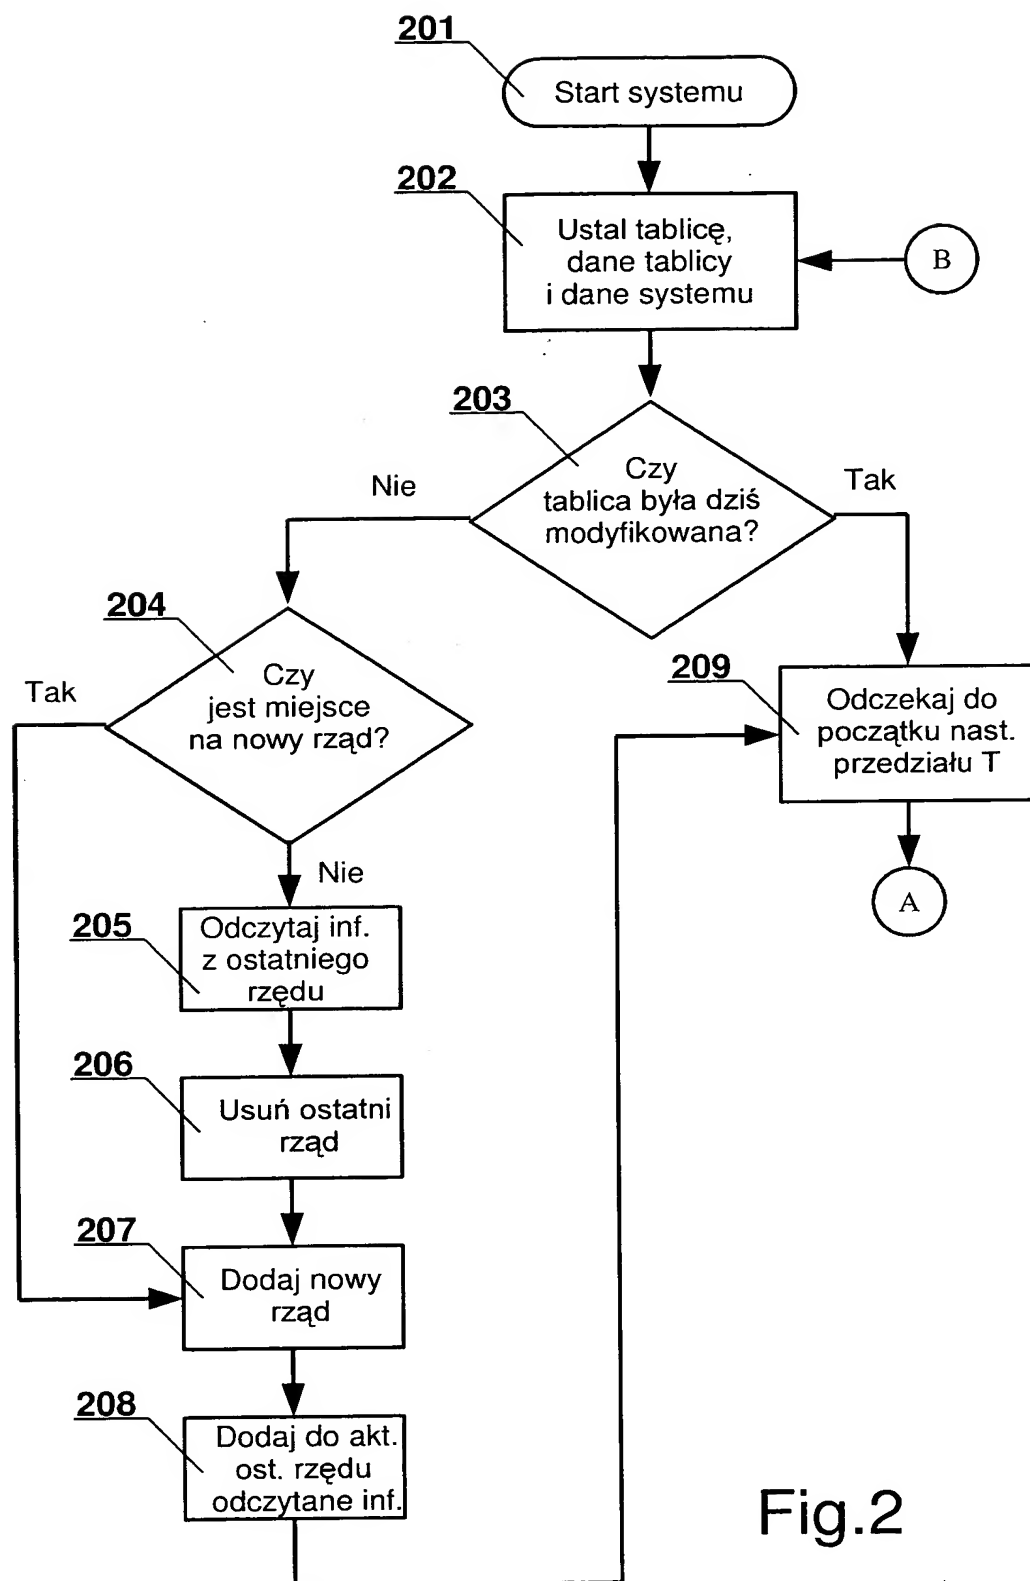 201
Start systemu
202
Ustal tablicę,
dane tablicy
i dane systemu
B
203
Czy
tablica była dziś
modyfikowana?
Nie
Tak
204
Czy
jest miejsce
na nowy rząd?
Tak
Nie
209
Odczekaj do
początku nast.
przedziału T
A
205
Odczytaj inf.
z ostatniego
rzędu
206
Usuń ostatni
rząd
207
Dodaj nowy
rząd
208
Dodaj do akt.
ost. rzędu
odczytane inf.
Fig.2